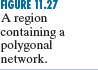 FIGURE 11.27
A region
containing a
polygonal
network.